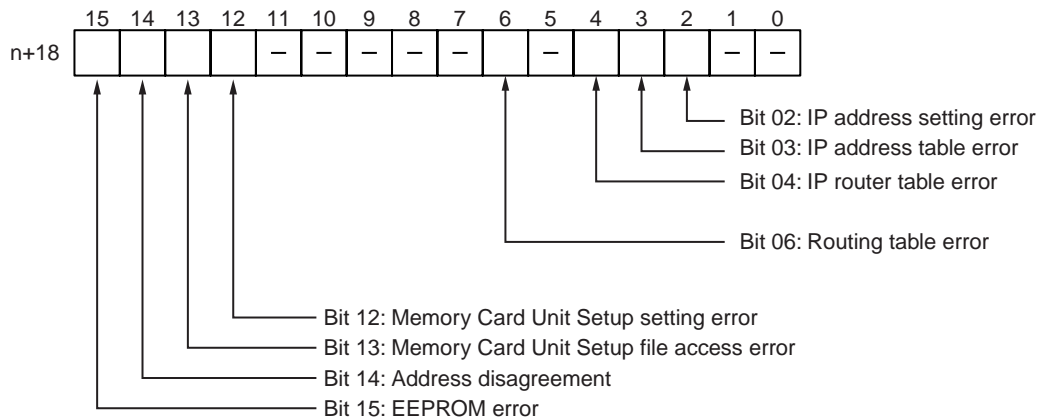 15 14 13 12 11 10 9 8 7 6 5 4 3 2 1 0
n+18 – – – – – – – –
Bit 02: IP address setting error
Bit 03: IP address table error
Bit 04: IP router table error
Bit 06: Routing table error
Bit 12: Memory Card Unit Setup setting error
Bit 13: Memory Card Unit Setup file access error
Bit 14: Address disagreement
Bit 15: EEPROM error